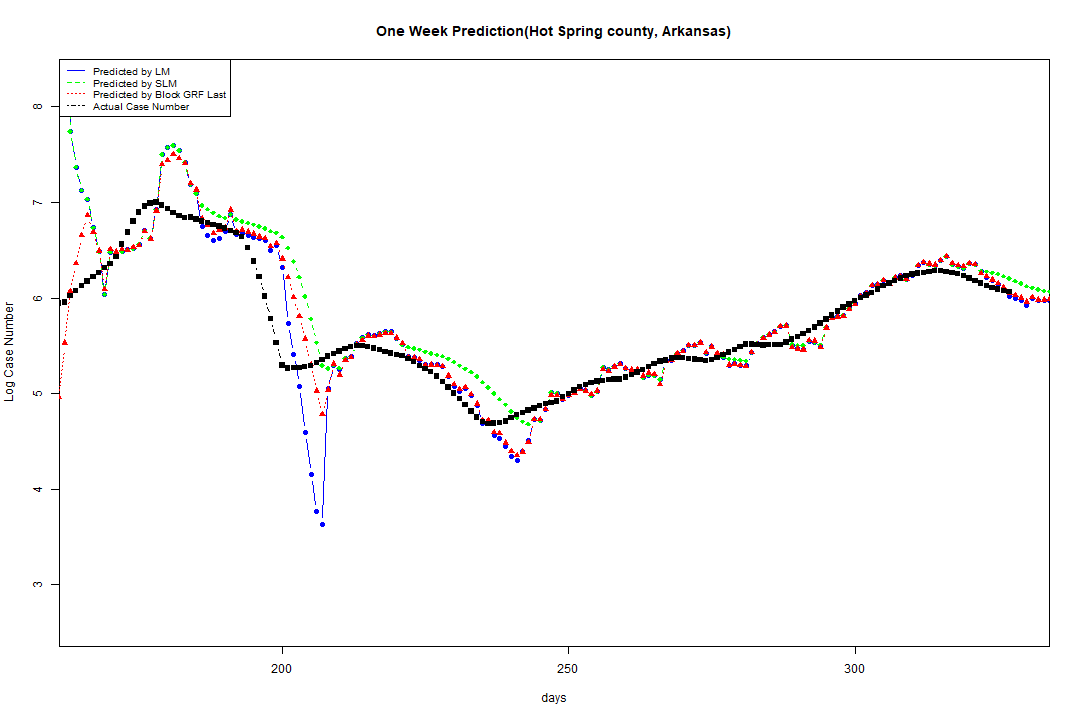 One Week Prediction(Hot Spring county, Arkansas)
Predicted by LM
Predicted by SLM
Predicted by Block GRF Last
Actual Case Number
Log Case Number
8
7
6
5
4
3
200
250
300
days